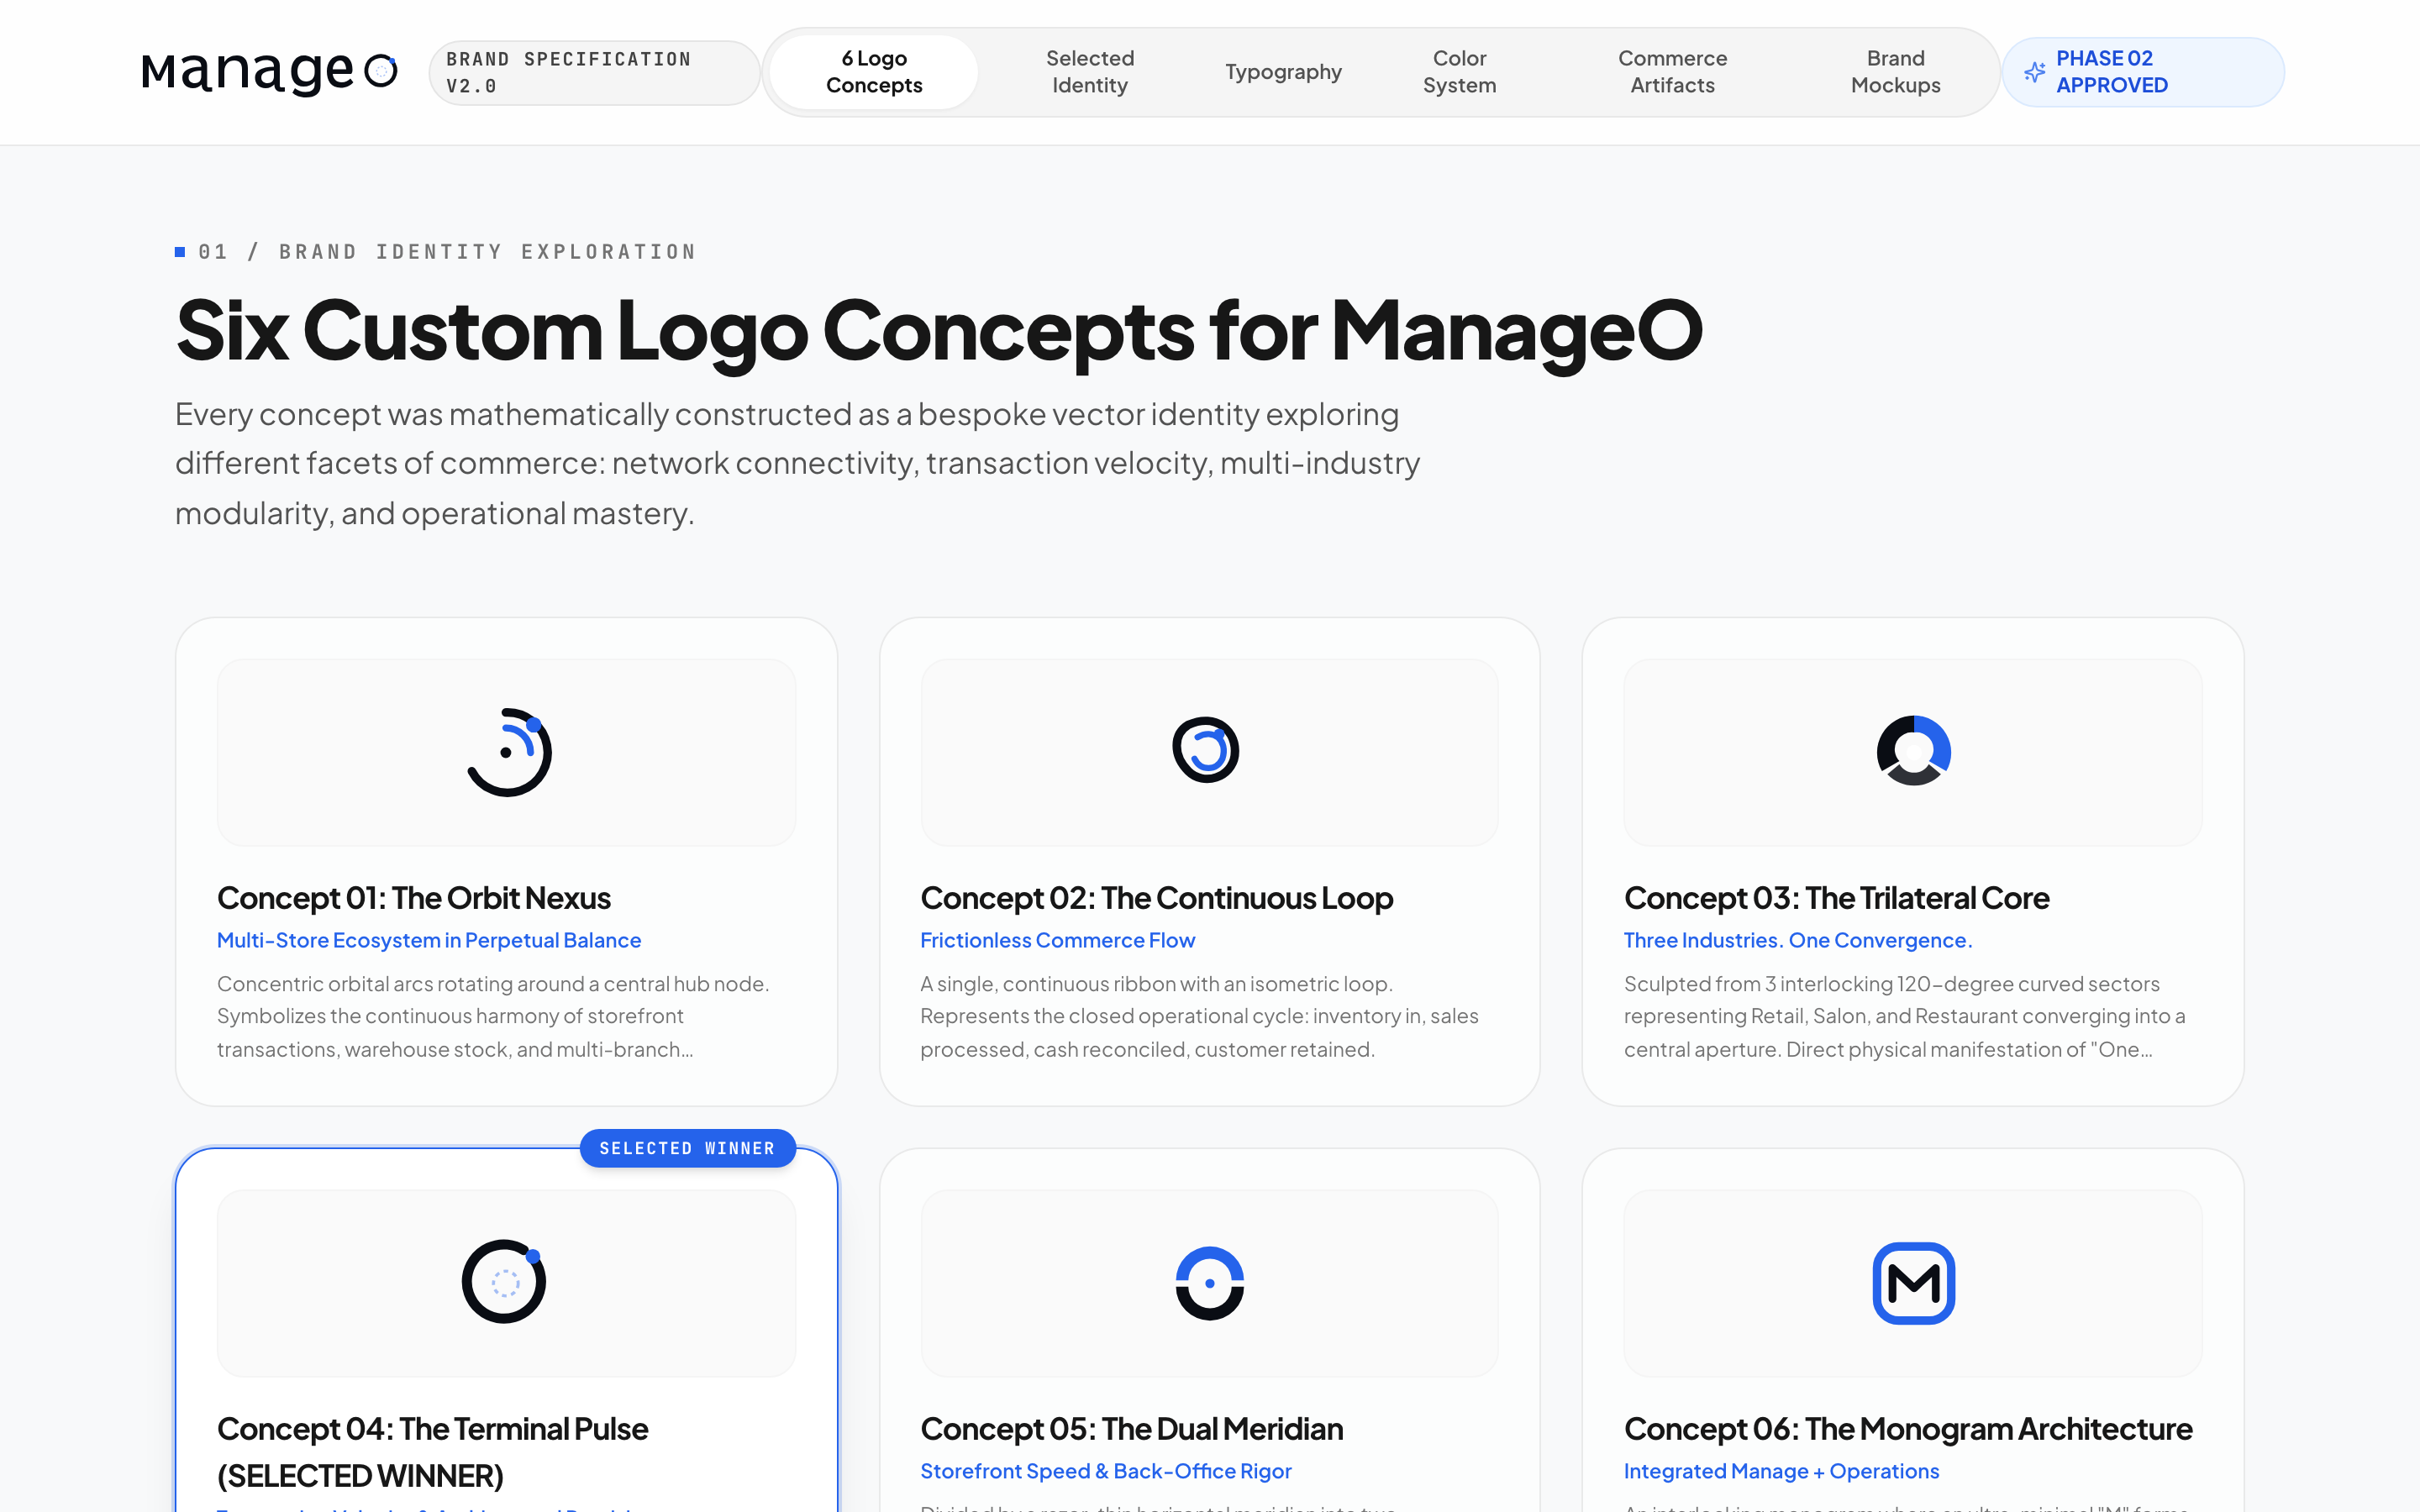 Manage
BRAND SPECIFICATION
V2.0
6 Logo
Concepts
Selected
Identity
Typography
Color
System
Commerce
Artifacts
Brand
Mockups
PHASE 02
APPROVED
01 / BRAND IDENTITY EXPLORATION
Six Custom Logo Concepts for ManageO
Every concept was mathematically constructed as a bespoke vector identity exploring
different facets of commerce: network connectivity, transaction velocity, multi-industry
modularity, and operational mastery.
Concept 01: The Orbit Nexus
Multi-Store Ecosystem in Perpetual Balance
Concentric orbital arcs rotating around a central hub node.
Symbolizes the continuous harmony of storefront
transactions, warehouse stock, and multi-branch...
Concept 02: The Continuous Loop
Frictionless Commerce Flow
A single, continuous ribbon with an isometric loop.
Represents the closed operational cycle: inventory in, sales
processed, cash reconciled, customer retained.
Concept 03: The Trilateral Core
Three Industries. One Convergence.
Sculpted from 3 interlocking 120-degree curved sectors
representing Retail, Salon, and Restaurant converging into a
central aperture. Direct physical manifestation of "One...
SELECTED WINNER
Concept 04: The Terminal Pulse
(SELECTED WINNER)
M
Concept 05: The Dual Meridian
Storefront Speed & Back-Office Rigor
Concept 06: The Monogram Architecture
Integrated Manage + Operations